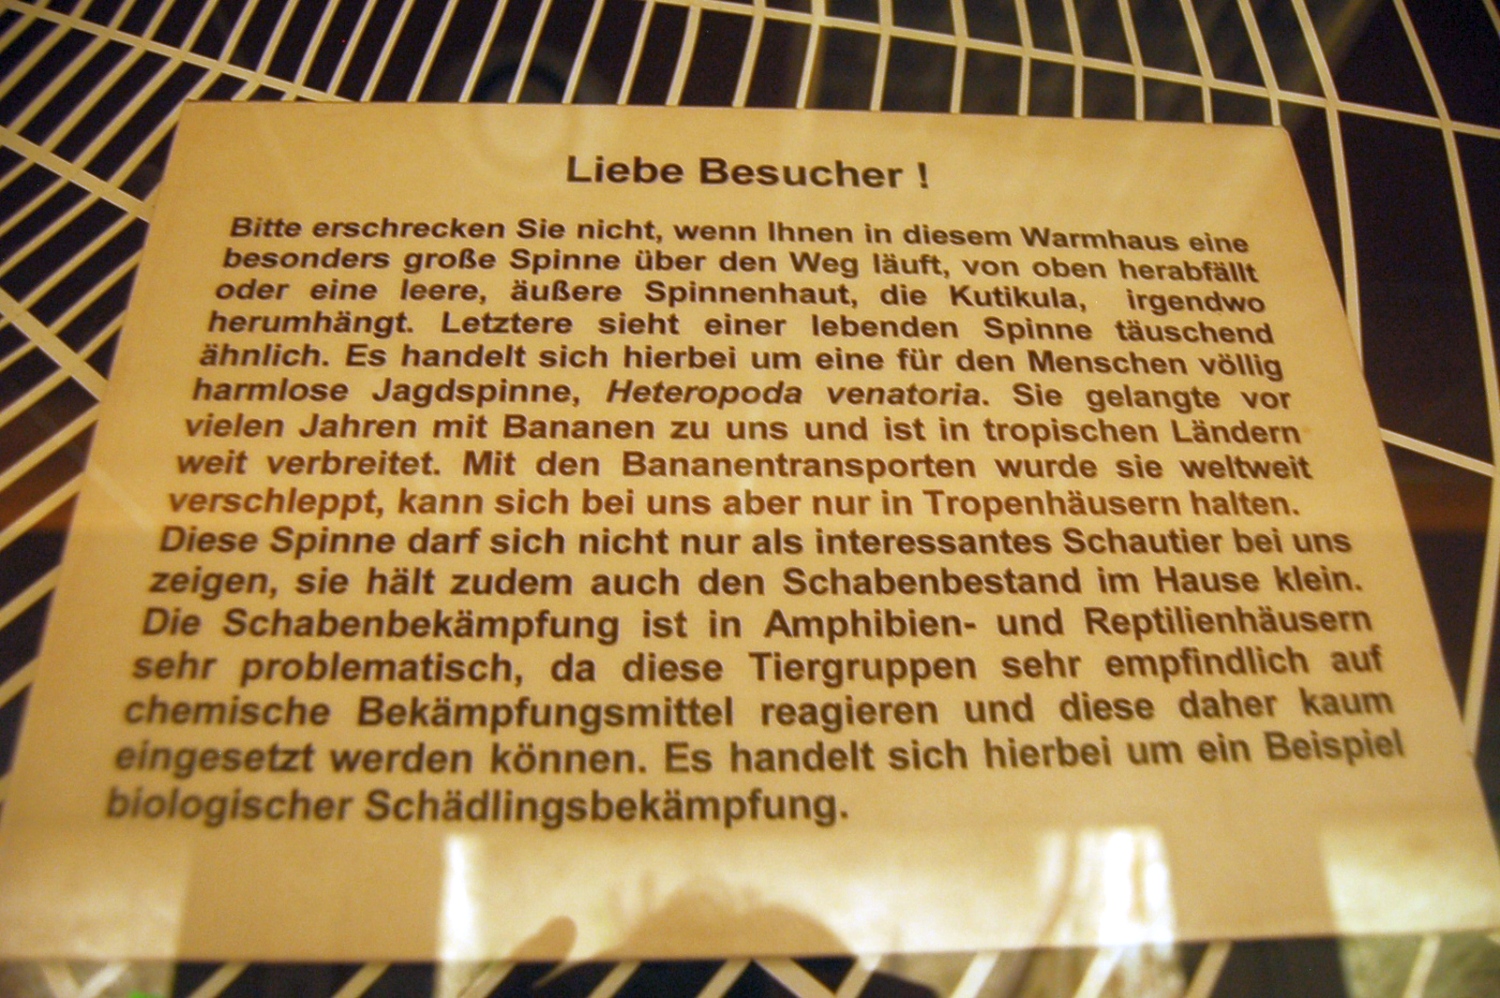 Liebe Besucher !
Bitte erschrecken Sie nicht, wenn Ihnen in diesem Warmhaus eine
besonders große Spinne über den Weg läuft, von oben herabfällt
oder eine leere, äußere Spinnenhaut, die Kutikula, irgendwo
herumhängt. Letztere sieht einer lebenden Spinne täuschend
ähnlich. Es handelt sich hierbei um eine für den Menschen völlig
harmlose Jagdspinne, Heteropoda venatoria. Sie gelangte vor
vielen Jahren mit Bananen zu uns und ist in tropischen Ländern
weit verbreitet. Mit den Bananentransporten wurde sie weltweit
verschleppt, kann sich bei uns aber nur in Tropenhäusern halten.
Diese Spinne darf sich nicht nur als interessantes Schautier bei uns
zeigen, sie hält zudem auch den Schabenbestand im Hause klein.
Die Schabenbekämpfung ist in Amphibien- und Reptilienhäusern
sehr problematisch, da diese Tiergruppen sehr empfindlich auf
chemische Bekämpfungsmittel reagieren und diese daher kaum
eingesetzt werden können. Es handelt sich hierbei um ein Beispiel
biologischer Schädlingsbekämpfung.